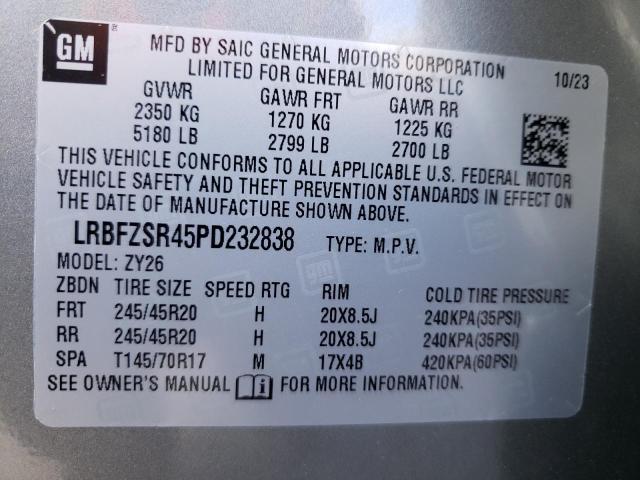 GM
MFD BY SAIC GENERAL MOTORS CORPORATION
LIMITED FOR GENERAL MOTORS LLC
10/23
GVWR GAWR FRT GAWR RR
2350 KG 1270 KG 1225 KG
5180 LB 2799 LB 2700 LB
THIS VEHICLE CONFORMS TO ALL APPLICABLE U.S. FEDERAL MOTOR
VEHICLE SAFETY AND THEFT PREVENTION STANDARDS IN EFFECT ON
THE DATE OF MANUFACTURE SHOWN ABOVE.
LRBFZSR45PD232838 TYPE: M.P.V.
MODEL: ZY26
ZBDN TIRE SIZE SPEED RTG RIM COLD TIRE PRESSURE
FRT 245/45R20 H 20X8.5J 240KPA(35PSI)
RR 245/45R20 H 20X8.5J 240KPA(35PSI)
SPA T145/70R17 M 17X4B 420KPA(60PSI)
SEE OWNER'S MANUAL i FOR MORE INFORMATION.